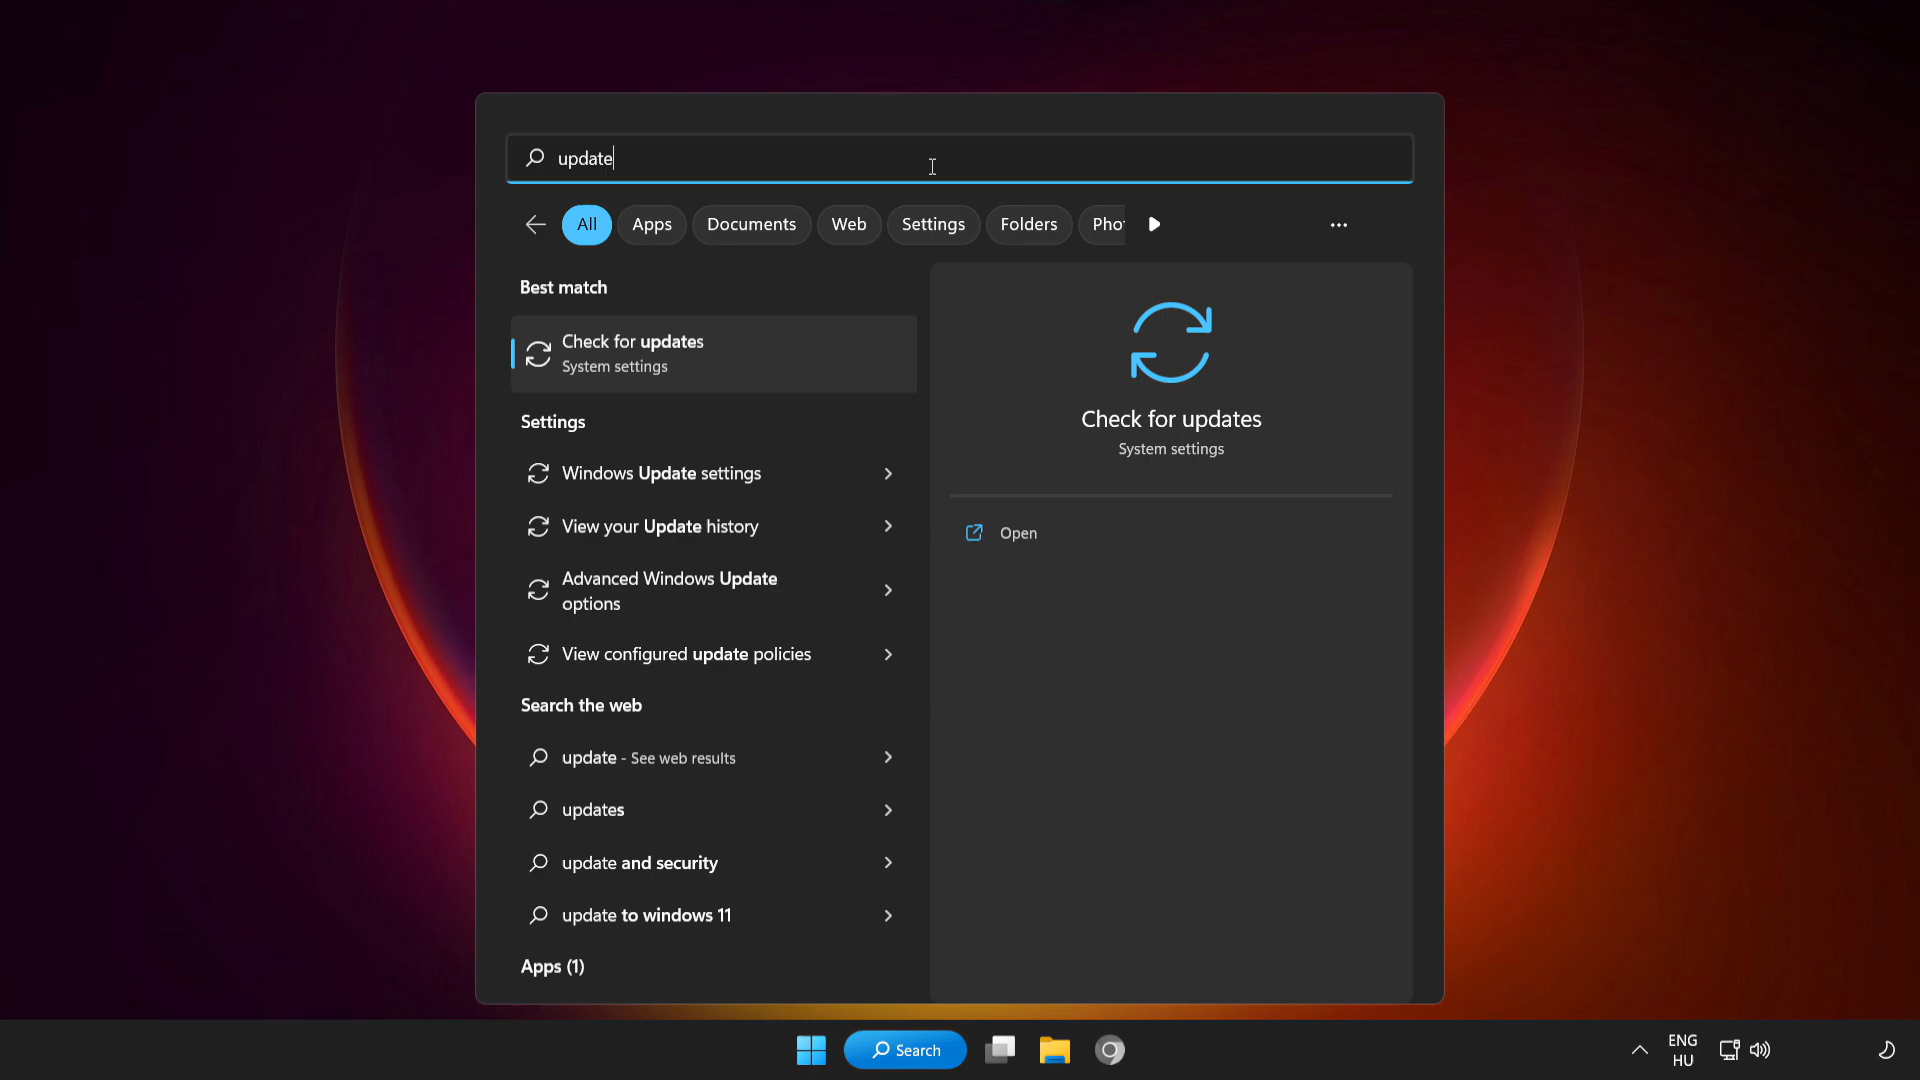 update
All Apps Documents Web Settings Folders Pho
Best match
Check for updates
System settings
Settings
Windows Update settings
View your Update history
Advanced Windows Update
options
View configured update policies
Search the web
update - See web results
updates
update and security
update to windows 11
Apps (1)
Check for updates
System settings
Open
Search
ENG
HU